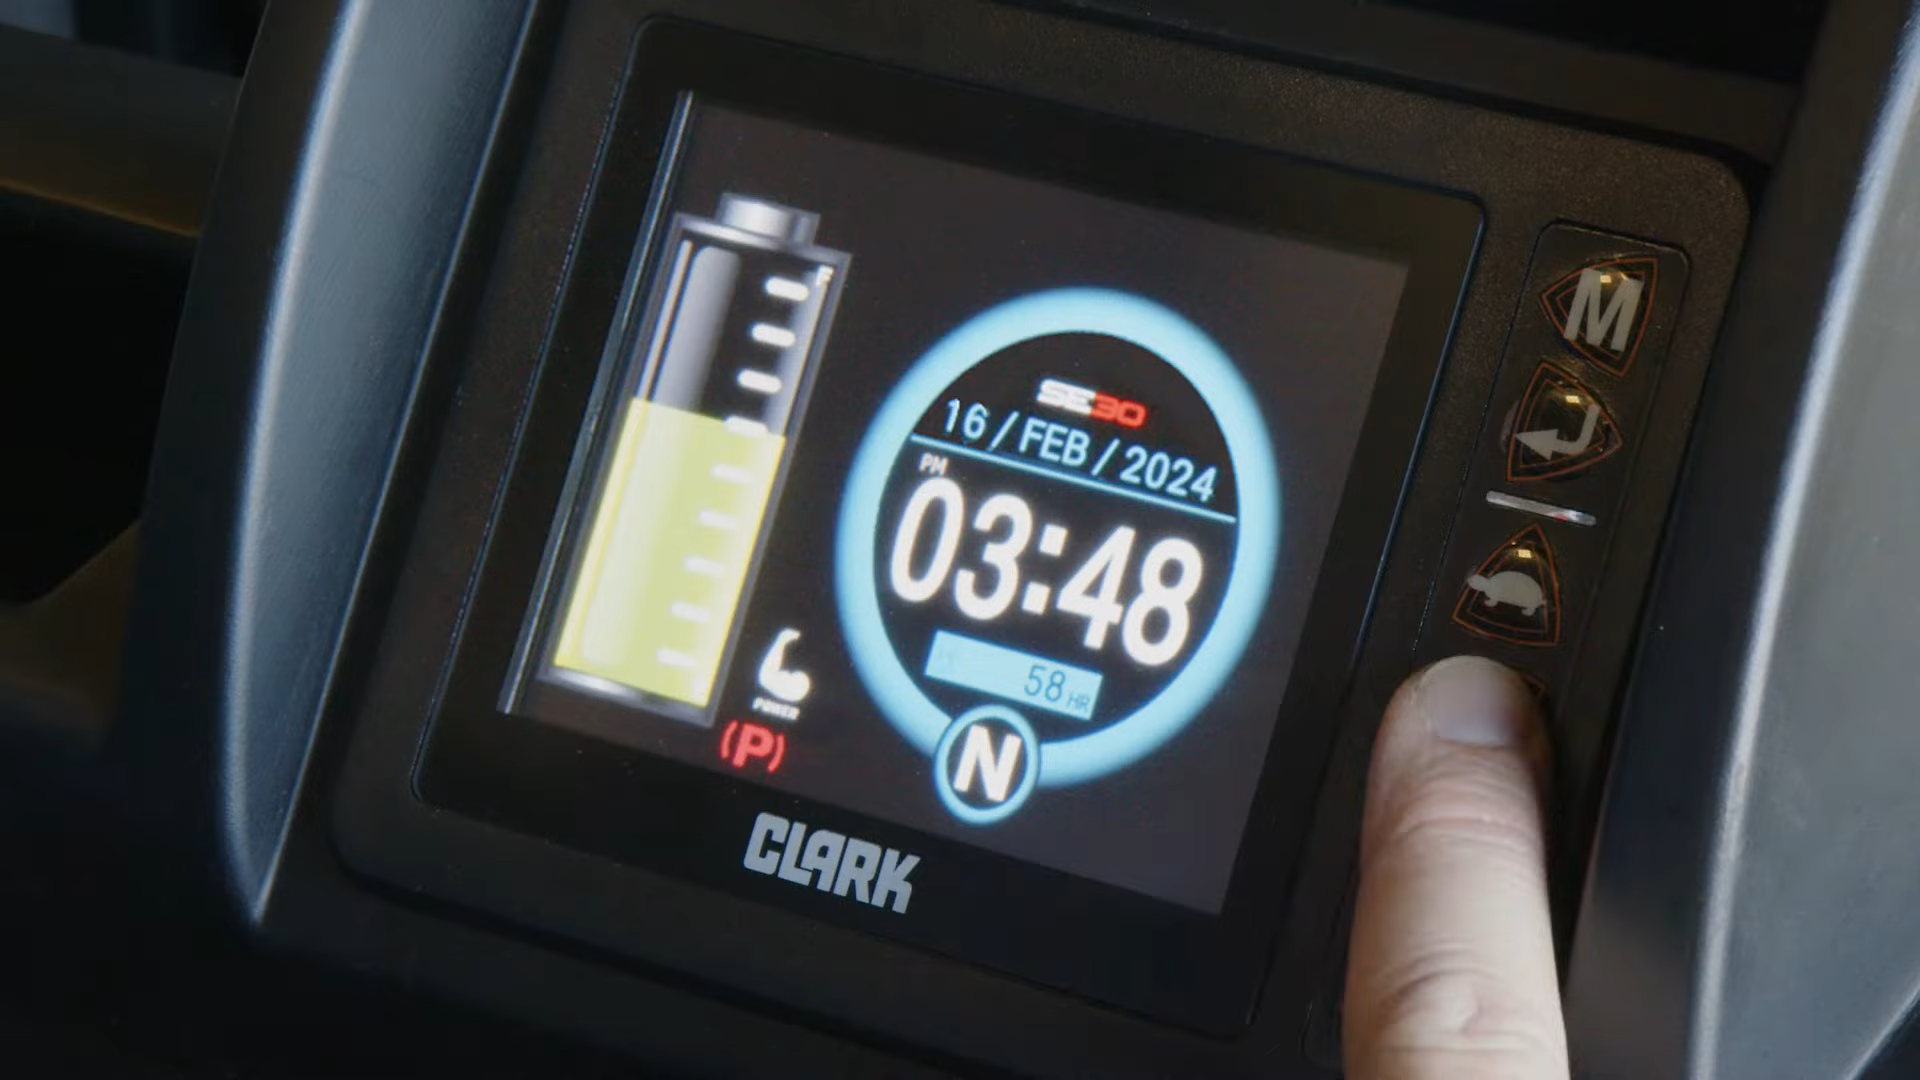 F
SE30
16 / FEB / 2024
PM
03:48
58 HR
N
POWER
(P)
CLARK
M